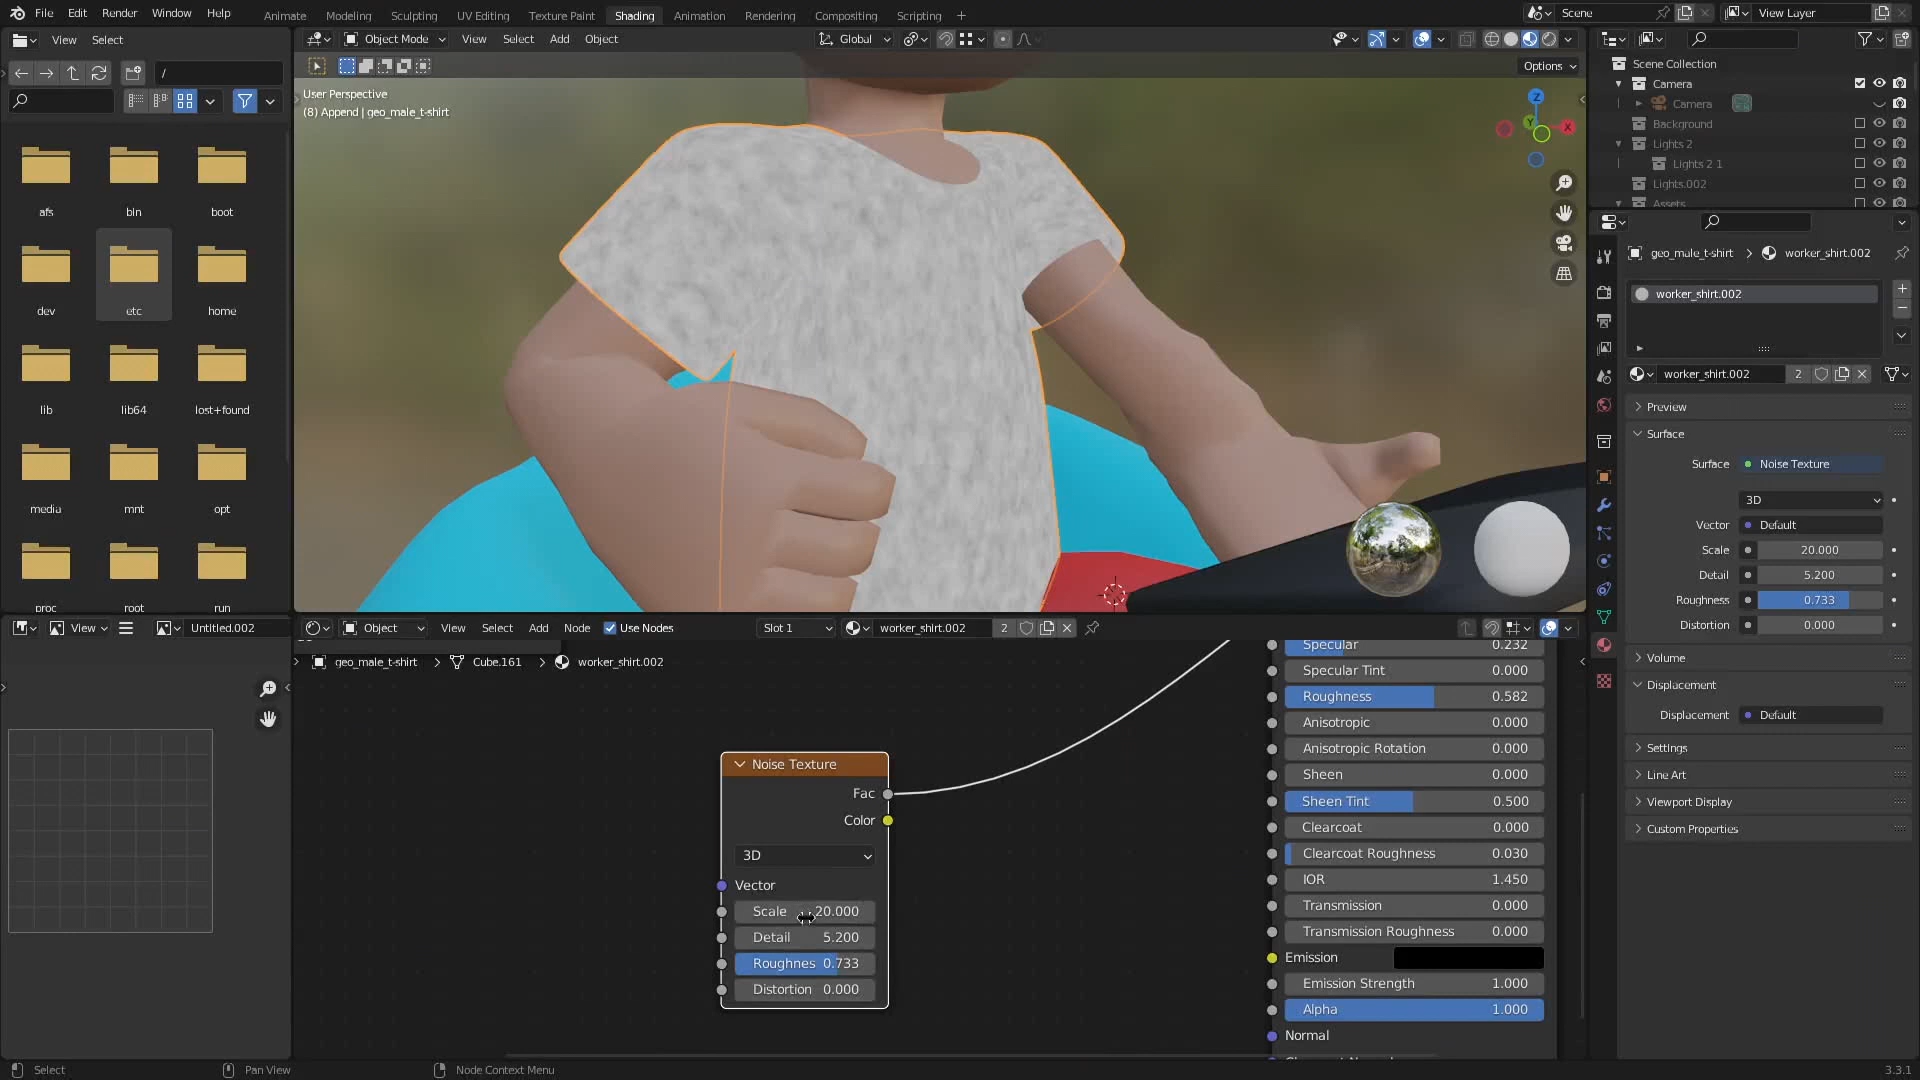 File Edit Render Window Help
Animate Modeling Sculpting UV Editing Texture Paint Shading Animation Rendering Compositing Scripting +
Scene
View Layer
View Select
Object Mode View Select Add Object
Global
/
Options
User Perspective
(8) Append | geo_male_t-shirt
Z
Y
X
afs bin boot
dev etc home
lib lib64 lost+found
media mnt opt
proc root run
Scene Collection
Camera
Camera
Background
Lights 2
Lights 2 1
Lights.002
Assets
geo_male_t-shirt > worker_shirt.002
worker_shirt.002
worker_shirt.002 2
Preview
Surface
Surface Noise Texture
3D
Vector Default
Scale 20.000
Detail 5.200
Roughness 0.733
Distortion 0.000
Volume
Displacement
Displacement Default
Settings
Line Art
Viewport Display
Custom Properties
View Untitled.002
Object View Select Add Node Use Nodes Slot 1 worker_shirt.002 2
geo_male_t-shirt > Cube.161 > worker_shirt.002
Noise Texture
Fac
Color
3D
Vector
Scale 20.000
Detail 5.200
Roughnes 0.733
Distortion 0.000
Specular 0.232
Specular Tint 0.000
Roughness 0.582
Anisotropic 0.000
Anisotropic Rotation 0.000
Sheen 0.000
Sheen Tint 0.500
Clearcoat 0.000
Clearcoat Roughness 0.030
IOR 1.450
Transmission 0.000
Transmission Roughness 0.000
Emission
Emission Strength 1.000
Alpha 1.000
Normal
Select Pan View Node Context Menu 3.3.1